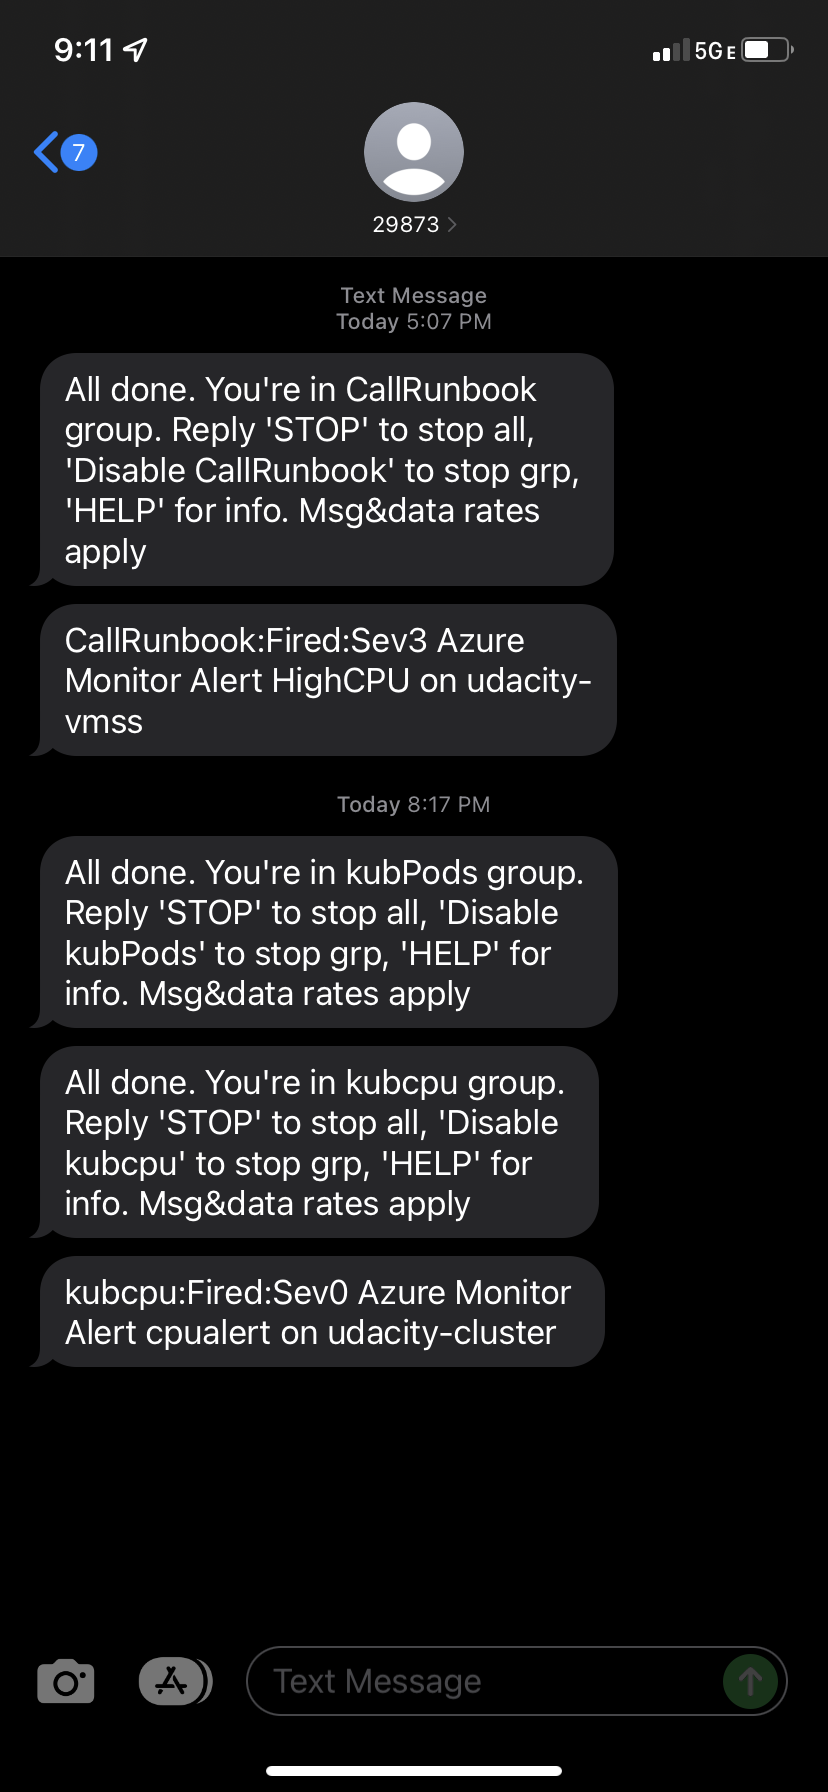 9:11
5G E
7
29873
Text Message
Today 5:07 PM
All done. You're in CallRunbook
group. Reply 'STOP' to stop all,
'Disable CallRunbook' to stop grp,
'HELP' for info. Msg&data rates
apply
CallRunbook:Fired:Sev3 Azure
Monitor Alert HighCPU on udacity-
vmss
Today 8:17 PM
All done. You're in kubPods group.
Reply 'STOP' to stop all, 'Disable
kubPods' to stop grp, 'HELP' for
info. Msg&data rates apply
All done. You're in kubcpu group.
Reply 'STOP' to stop all, 'Disable
kubcpu' to stop grp, 'HELP' for
info. Msg&data rates apply
kubcpu:Fired:Sev0 Azure Monitor
Alert cpualert on udacity-cluster
Text Message